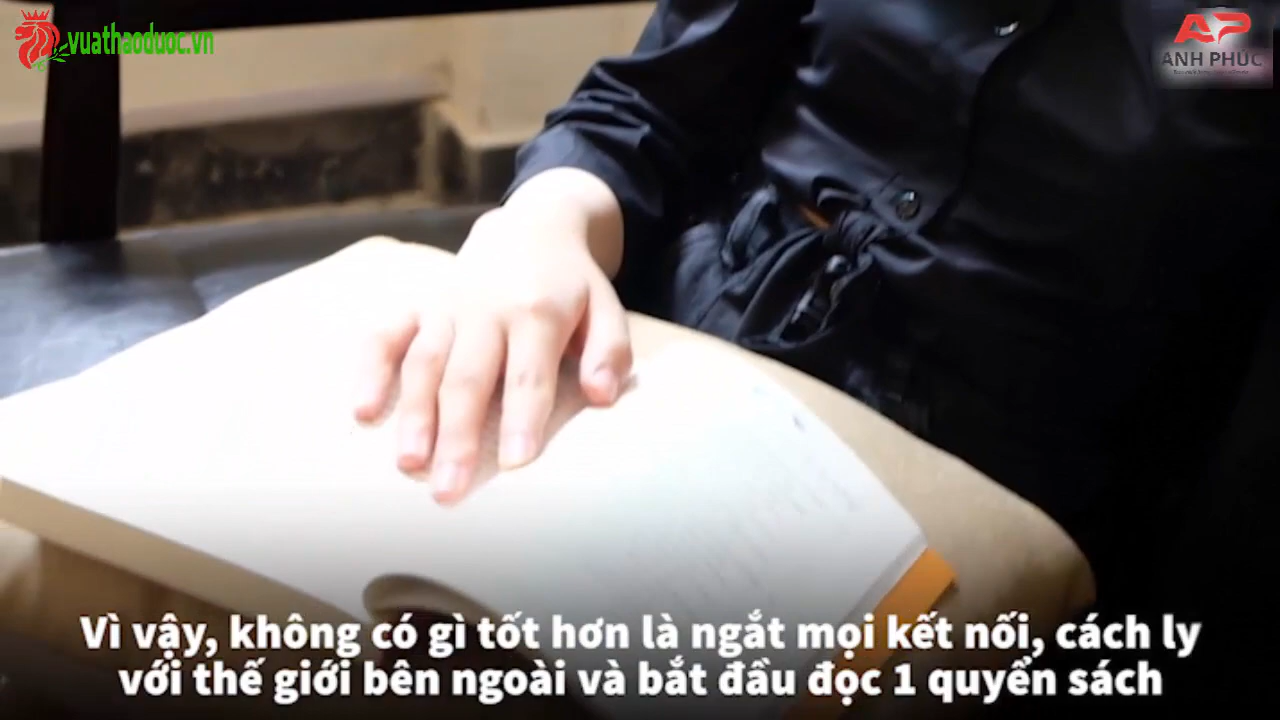 vuathaoduoc.vn
AP
ANH PHÚC
Vì vậy, không có gì tốt hơn là ngắt mọi kết nối, cách ly
với thế giới bên ngoài và bắt đầu đọc 1 quyển sách